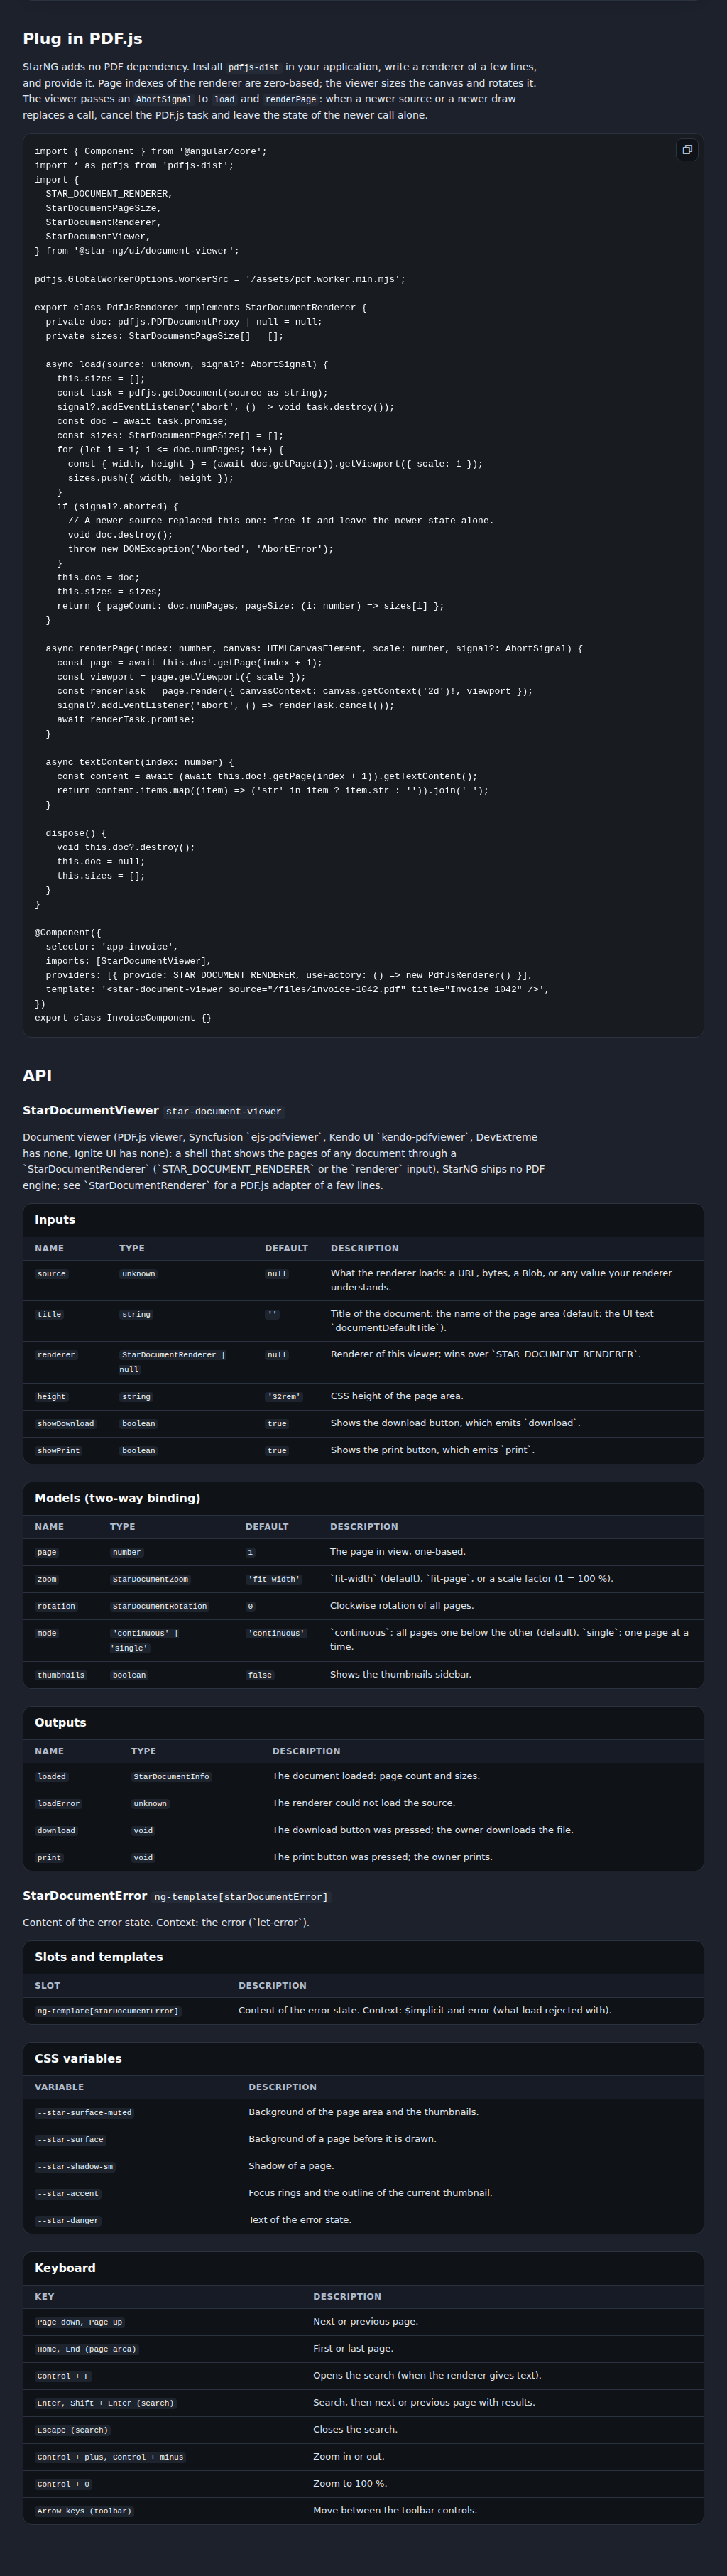 Plug in PDF.js
StarNG adds no PDF dependency. Install pdfjs-dist in your application, write a renderer of a few lines,
and provide it. Page indexes of the renderer are zero-based; the viewer sizes the canvas and rotates it.
The viewer passes an AbortSignal to load and renderPage : when a newer source or a newer draw
replaces a call, cancel the PDF.js task and leave the state of the newer call alone.
import { Component } from '@angular/core';
import * as pdfjs from 'pdfjs-dist';
import {
  STAR_DOCUMENT_RENDERER,
  StarDocumentPageSize,
  StarDocumentRenderer,
  StarDocumentViewer,
} from '@star-ng/ui/document-viewer';
pdfjs.GlobalWorkerOptions.workerSrc = '/assets/pdf.worker.min.mjs';
export class PdfJsRenderer implements StarDocumentRenderer {
  private doc: pdfjs.PDFDocumentProxy | null = null;
  private sizes: StarDocumentPageSize[] = [];
  async load(source: unknown, signal?: AbortSignal) {
    this.sizes = [];
    const task = pdfjs.getDocument(source as string);
    signal?.addEventListener('abort', () => void task.destroy());
    const doc = await task.promise;
    const sizes: StarDocumentPageSize[] = [];
    for (let i = 1; i <= doc.numPages; i++) {
      const { width, height } = (await doc.getPage(i)).getViewport({ scale: 1 });
      sizes.push({ width, height });
    }
    if (signal?.aborted) {
      // A newer source replaced this one: free it and leave the newer state alone.
      void doc.destroy();
      throw new DOMException('Aborted', 'AbortError');
    }
    this.doc = doc;
    this.sizes = sizes;
    return { pageCount: doc.numPages, pageSize: (i: number) => sizes[i] };
  }
  async renderPage(index: number, canvas: HTMLCanvasElement, scale: number, signal?: AbortSignal) {
    const page = await this.doc!.getPage(index + 1);
    const viewport = page.getViewport({ scale });
    const renderTask = page.render({ canvasContext: canvas.getContext('2d')!, viewport });
    signal?.addEventListener('abort', () => renderTask.cancel());
    await renderTask.promise;
  }
  async textContent(index: number) {
    const content = await (await this.doc!.getPage(index + 1)).getTextContent();
    return content.items.map((item) => ('str' in item ? item.str : '')).join(' ');
  }
  dispose() {
    void this.doc?.destroy();
    this.doc = null;
    this.sizes = [];
  }
}
@Component({
  selector: 'app-invoice',
  imports: [StarDocumentViewer],
  providers: [{ provide: STAR_DOCUMENT_RENDERER, useFactory: () => new PdfJsRenderer() }],
  template: '<star-document-viewer source="/files/invoice-1042.pdf" title="Invoice 1042" />',
})
export class InvoiceComponent {}
API
StarDocumentViewer star-document-viewer
Document viewer (PDF.js viewer, Syncfusion `ejs-pdfviewer`, Kendo UI `kendo-pdfviewer`, DevExtreme
has none, Ignite UI has none): a shell that shows the pages of any document through a
`StarDocumentRenderer` (`STAR_DOCUMENT_RENDERER` or the `renderer` input). StarNG ships no PDF
engine; see `StarDocumentRenderer` for a PDF.js adapter of a few lines.
Inputs
NAME TYPE DEFAULT DESCRIPTION
source unknown null What the renderer loads: a URL, bytes, a Blob, or any value your renderer
understands.
title string '' Title of the document: the name of the page area (default: the UI text
`documentDefaultTitle`).
renderer StarDocumentRenderer | null Renderer of this viewer; wins over `STAR_DOCUMENT_RENDERER`.
null
height string '32rem' CSS height of the page area.
showDownload boolean true Shows the download button, which emits `download`.
showPrint boolean true Shows the print button, which emits `print`.
Models (two-way binding)
NAME TYPE DEFAULT DESCRIPTION
page number 1 The page in view, one-based.
zoom StarDocumentZoom 'fit-width' `fit-width` (default), `fit-page`, or a scale factor (1 = 100 %).
rotation StarDocumentRotation 0 Clockwise rotation of all pages.
mode 'continuous' | 'continuous' `continuous`: all pages one below the other (default). `single`: one page at a
'single' time.
thumbnails boolean false Shows the thumbnails sidebar.
Outputs
NAME TYPE DESCRIPTION
loaded StarDocumentInfo The document loaded: page count and sizes.
loadError unknown The renderer could not load the source.
download void The download button was pressed; the owner downloads the file.
print void The print button was pressed; the owner prints.
StarDocumentError ng-template[starDocumentError]
Content of the error state. Context: the error (`let-error`).
Slots and templates
SLOT DESCRIPTION
ng-template[starDocumentError] Content of the error state. Context: $implicit and error (what load rejected with).
CSS variables
VARIABLE DESCRIPTION
--star-surface-muted Background of the page area and the thumbnails.
--star-surface Background of a page before it is drawn.
--star-shadow-sm Shadow of a page.
--star-accent Focus rings and the outline of the current thumbnail.
--star-danger Text of the error state.
Keyboard
KEY DESCRIPTION
Page down, Page up Next or previous page.
Home, End (page area) First or last page.
Control + F Opens the search (when the renderer gives text).
Enter, Shift + Enter (search) Search, then next or previous page with results.
Escape (search) Closes the search.
Control + plus, Control + minus Zoom in or out.
Control + 0 Zoom to 100 %.
Arrow keys (toolbar) Move between the toolbar controls.